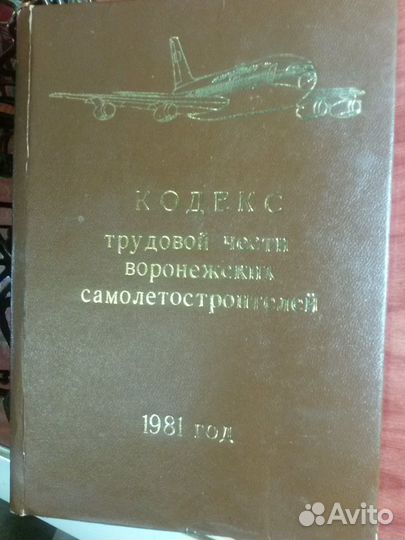 КОДЕКС
трудовой чести
воронежских
самолетостроителей
1981 год
Avito